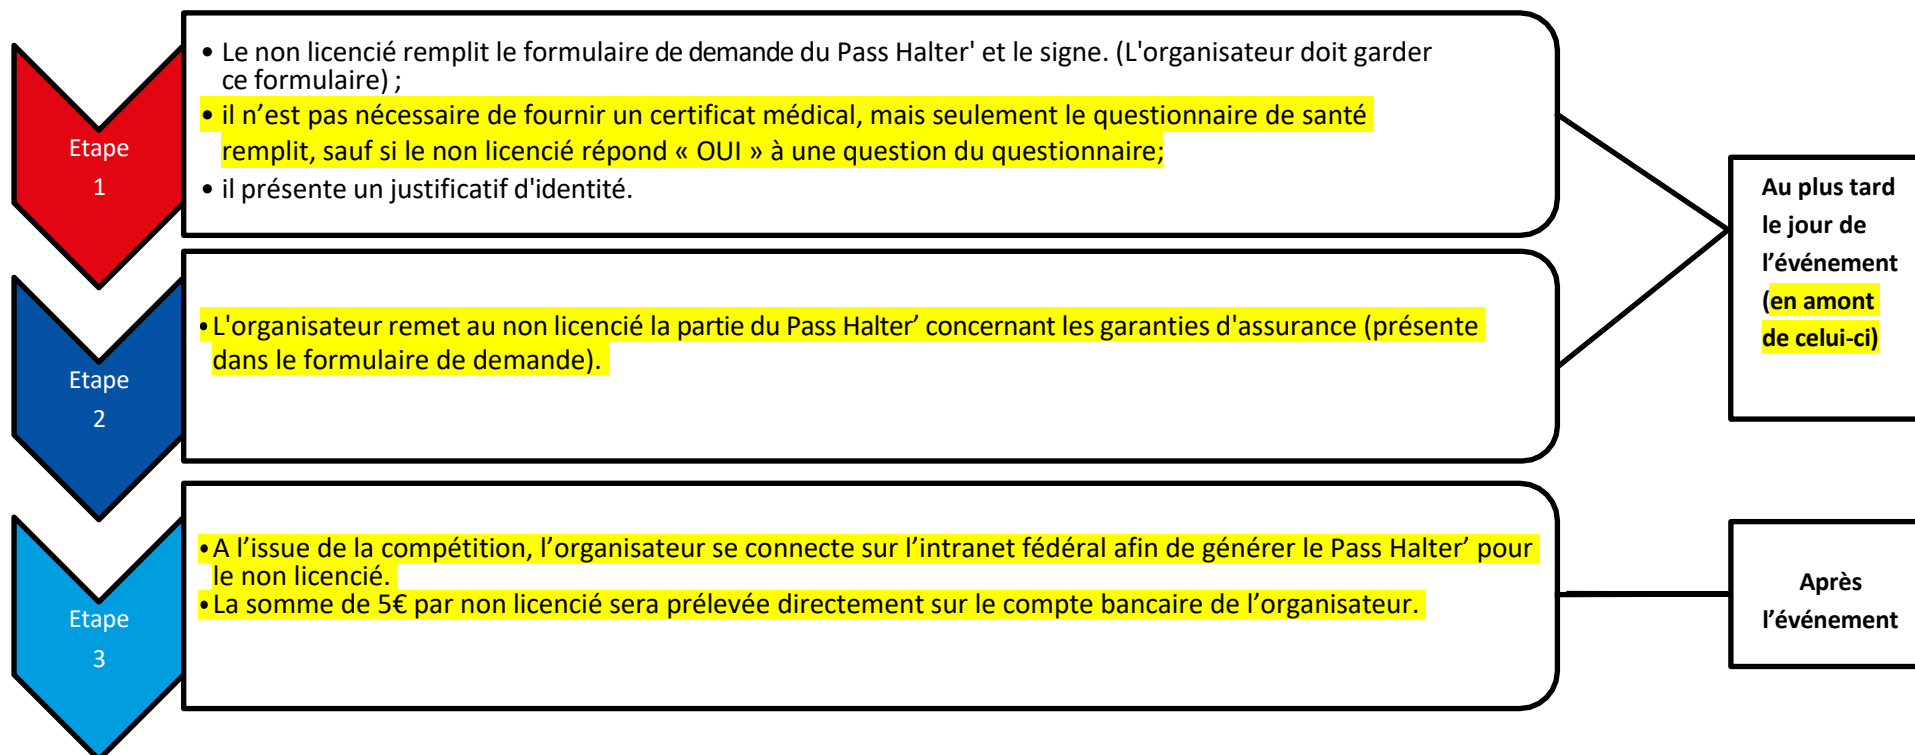 Etape
1
• Le non licencié remplit le formulaire de demande du Pass Halter' et le signe. (L'organisateur doit garder
ce formulaire) ;
• il n’est pas nécessaire de fournir un certificat médical, mais seulement le questionnaire de santé
remplit, sauf si le non licencié répond « OUI » à une question du questionnaire;
• il présente un justificatif d'identité.
Etape
2
• L'organisateur remet au non licencié la partie du Pass Halter’ concernant les garanties d'assurance (présente
dans le formulaire de demande).
Au plus tard
le jour de
l’événement
(en amont
de celui-ci)
Etape
3
• A l’issue de la compétition, l’organisateur se connecte sur l’intranet fédéral afin de générer le Pass Halter’ pour
le non licencié.
• La somme de 5€ par non licencié sera prélevée directement sur le compte bancaire de l’organisateur.
Après
l’événement